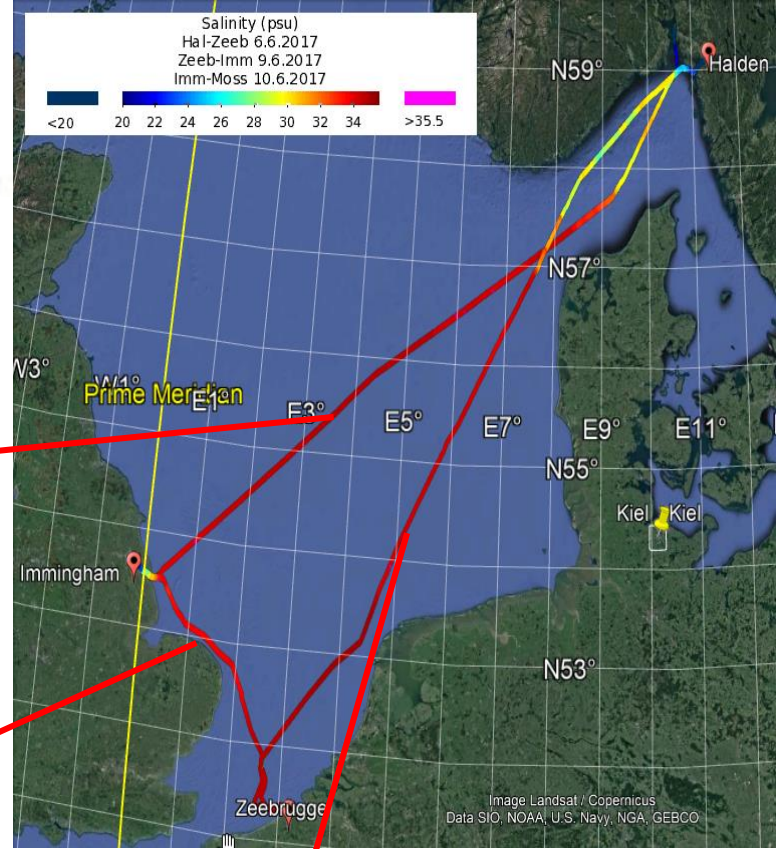 Salinity (psu)
Hal-Zeeb 6.6.2017
Zeeb-Imm 9.6.2017
Imm-Moss 10.6.2017
<20 20 22 24 26 28 30 32 34 >35.5
N59°
Halden
N57°
W3° W1° E1°
Prime Meridian
E3° E5° E7° E9° E11°
N55°
Kiel Kiel
Immingham
N53°
Zeebrugge
Image Landsat / Copernicus
Data SIO, NOAA, U.S. Navy, NGA, GEBCO